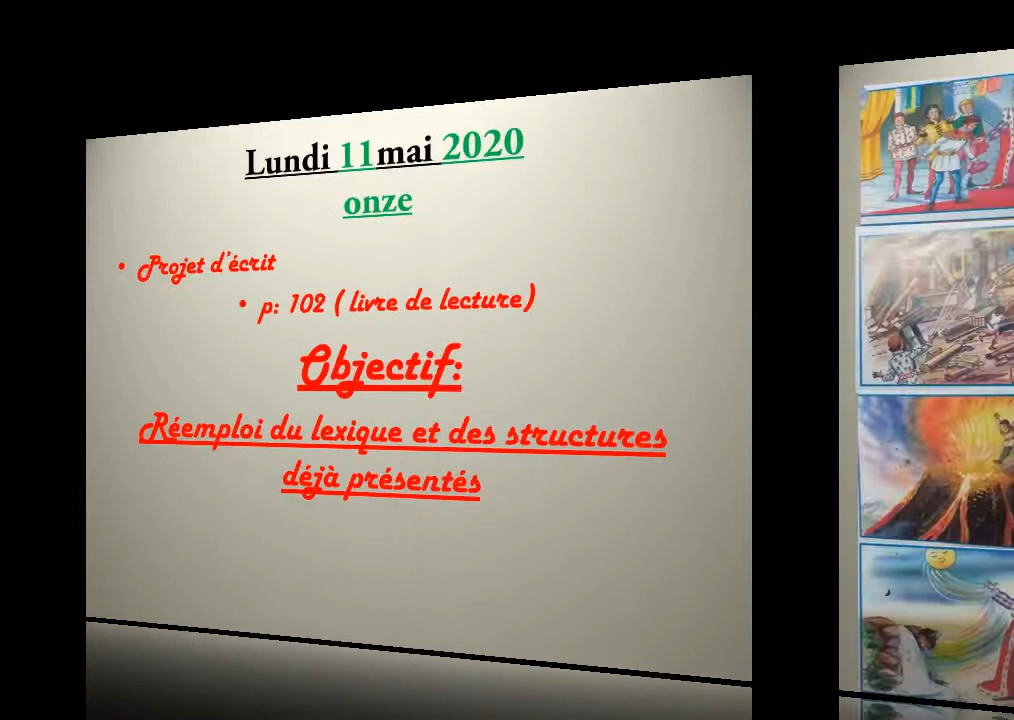 Lundi 11mai 2020
onze
• Projet d'écrit
• p: 102 ( livre de lecture)
Objectif:
Réemploi du lexique et des structures
déjà présentés